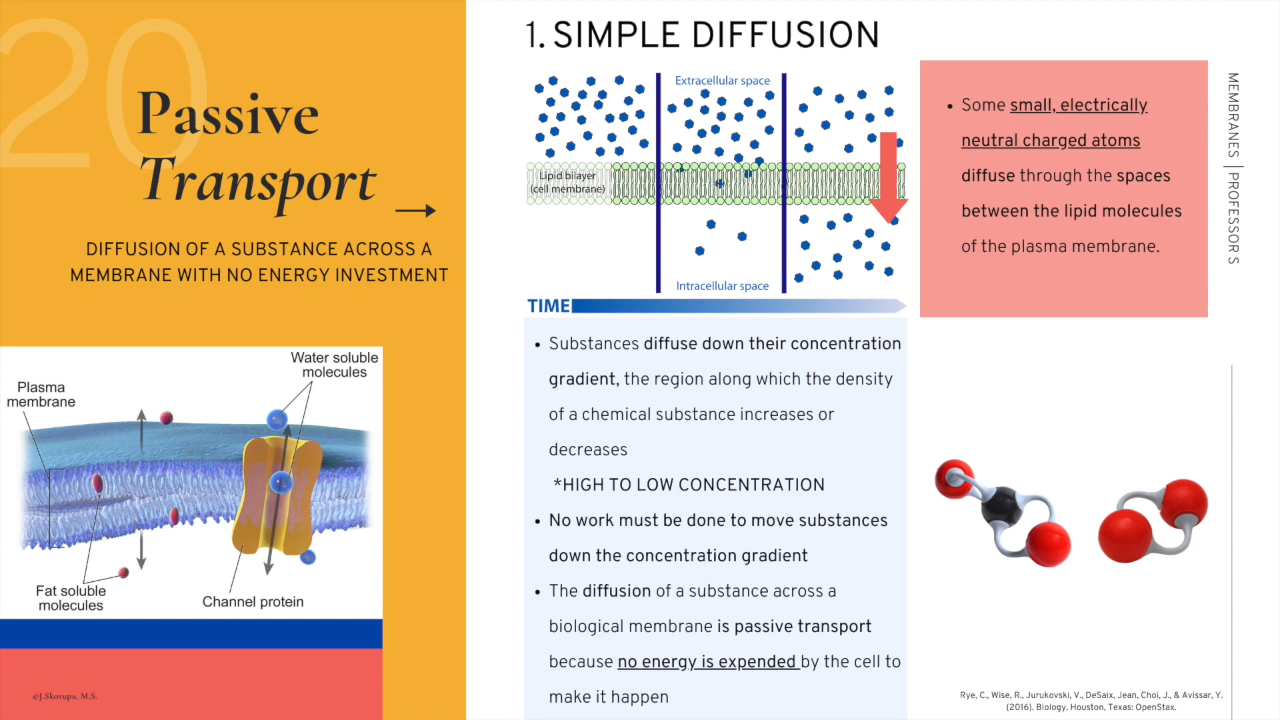 20
Passive
Transport
DIFFUSION OF A SUBSTANCE ACROSS A
MEMBRANE WITH NO ENERGY INVESTMENT
Water soluble
molecules
Plasma
membrane
Fat soluble
molecules
Channel protein
©J.Skorupa, M.S.
1. SIMPLE DIFFUSION
Extracellular space
Lipid bilayer
(cell membrane)
Intracellular space
TIME
• Substances diffuse down their concentration
gradient, the region along which the density
of a chemical substance increases or
decreases
*HIGH TO LOW CONCENTRATION
• No work must be done to move substances
down the concentration gradient
• The diffusion of a substance across a
biological membrane is passive transport
because no energy is expended by the cell to
make it happen
• Some small, electrically
neutral charged atoms
diffuse through the spaces
between the lipid molecules
of the plasma membrane.
MEMBRANES | PROFESSOR S
Rye, C., Wise, R., Jurukovski, V., DeSaix, Jean, Choi, J., & Avissar, Y.
(2016). Biology. Houston, Texas: OpenStax.